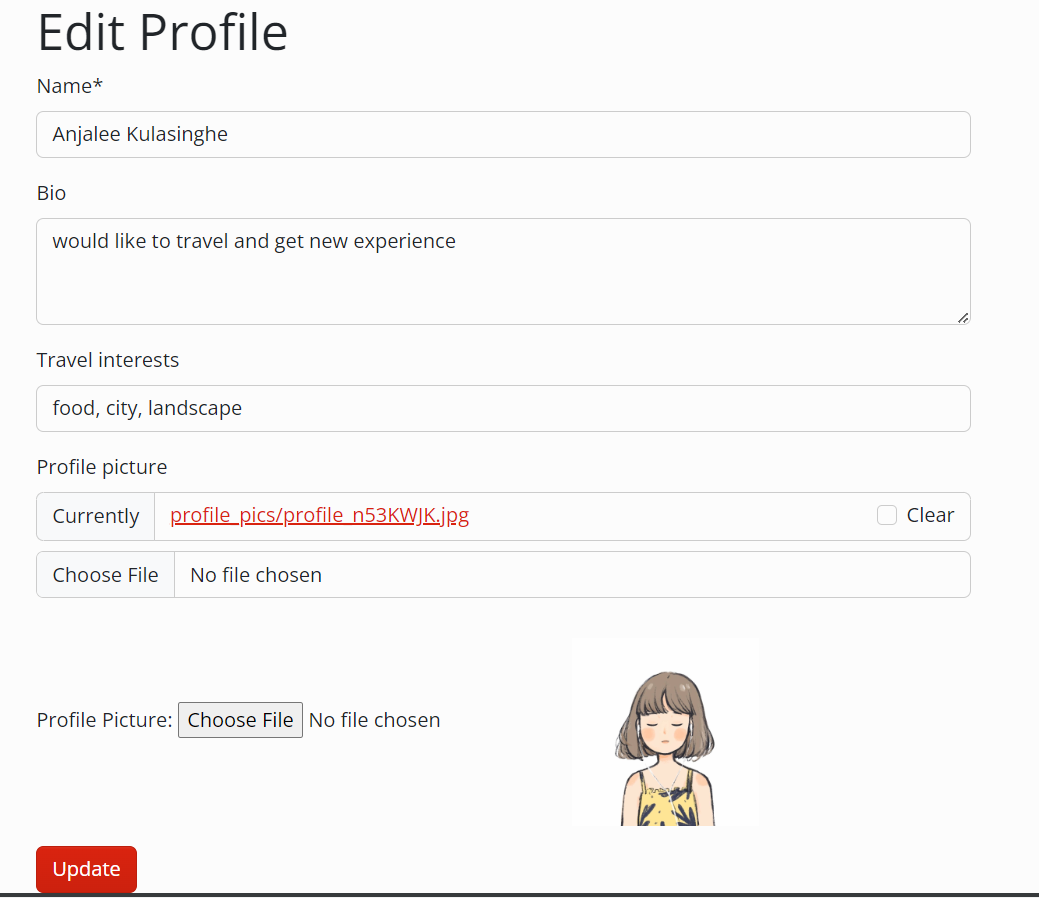 Edit Profile
Name*
Anjalee Kulasinghe
Bio
would like to travel and get new experience
Travel interests
food, city, landscape
Profile picture
Currently profile_pics/profile_n53KWJK.jpg Clear
Choose File No file chosen
Profile Picture: Choose File No file chosen
Update